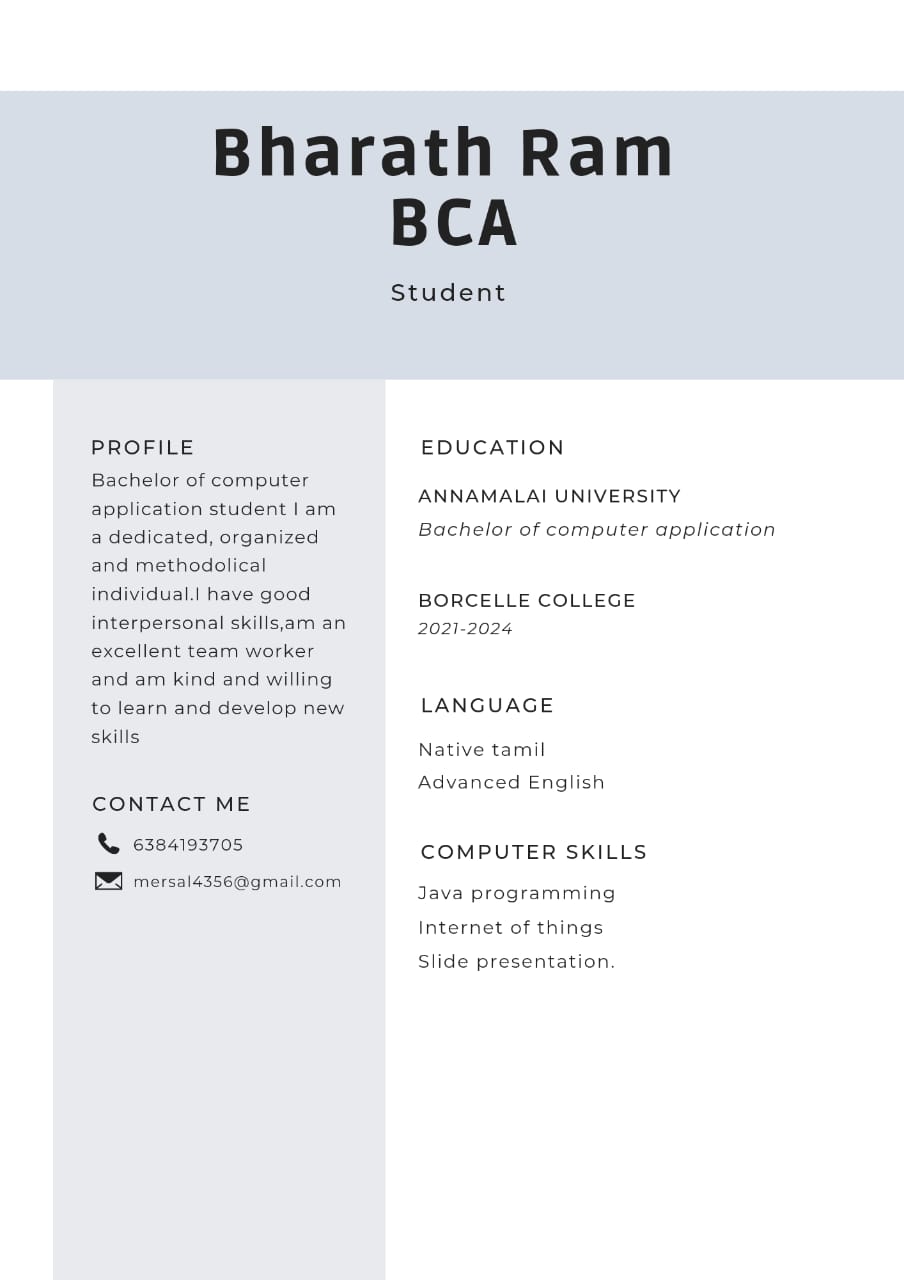 Bharath Ram
BCA
Student
PROFILE
Bachelor of computer
application student I am
a dedicated, organized
and methodolical
individual.I have good
interpersonal skills,am an
excellent team worker
and am kind and willing
to learn and develop new
skills
CONTACT ME
6384193705
mersal4356@gmail.com
EDUCATION
ANNAMALAI UNIVERSITY
Bachelor of computer application
BORCELLE COLLEGE
2021-2024
LANGUAGE
Native tamil
Advanced English
COMPUTER SKILLS
Java programming
Internet of things
Slide presentation.